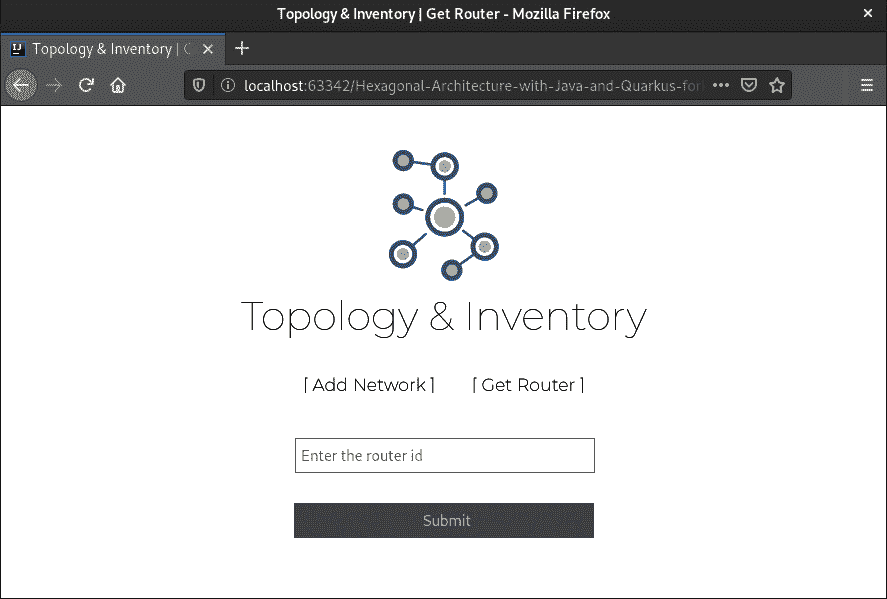 Topology & Inventory | Get Router - Mozilla Firefox
Topology & Inventory |
localhost:63342/Hexagonal-Architecture-with-Java-and-Quarkus-for
Topology & Inventory
[ Add Network ] [ Get Router ]
Enter the router id
Submit